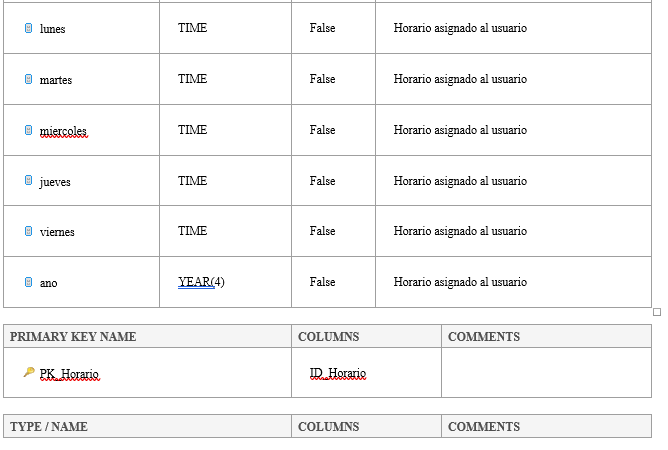 lunes TIME False Horario asignado al usuario
martes TIME False Horario asignado al usuario
miercoles TIME False Horario asignado al usuario
jueves TIME False Horario asignado al usuario
viernes TIME False Horario asignado al usuario
ano YEAR(4) False Horario asignado al usuario
PRIMARY KEY NAME COLUMNS COMMENTS
PK_Horario ID_Horario
TYPE / NAME COLUMNS COMMENTS